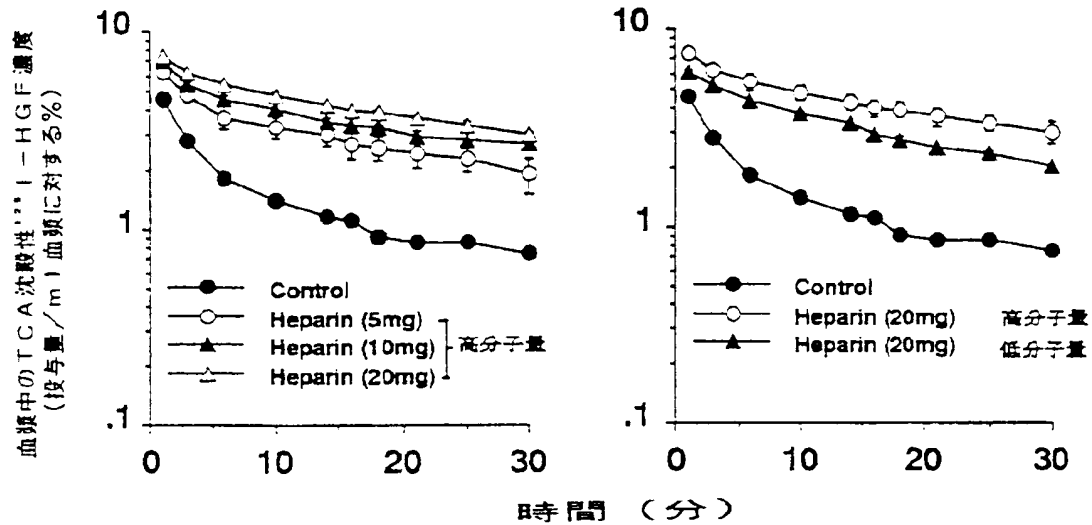 血漿中のTCA沈殿性¹²⁵I-HGF濃度
(投与量/ml血漿に対する%)
10
1
.1
0
10
20
30
Control
Heparin (5mg)
Heparin (10mg)
Heparin (20mg)
高分子量
10
1
.1
0
10
20
30
Control
Heparin (20mg) 高分子量
Heparin (20mg) 低分子量
時間 (分)